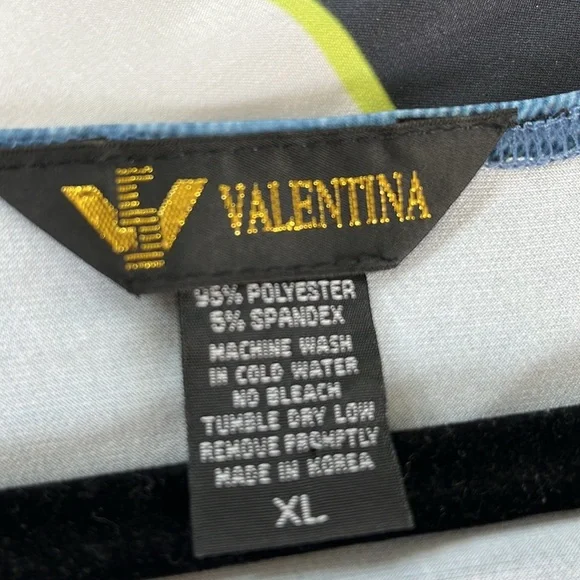 VALENTINA
95% POLYESTER
5% SPANDEX
MACHINE WASH
IN COLD WATER
NO BLEACH
TUMBLE DRY LOW
REMOVE PROMPTLY
MADE IN KOREA
XL